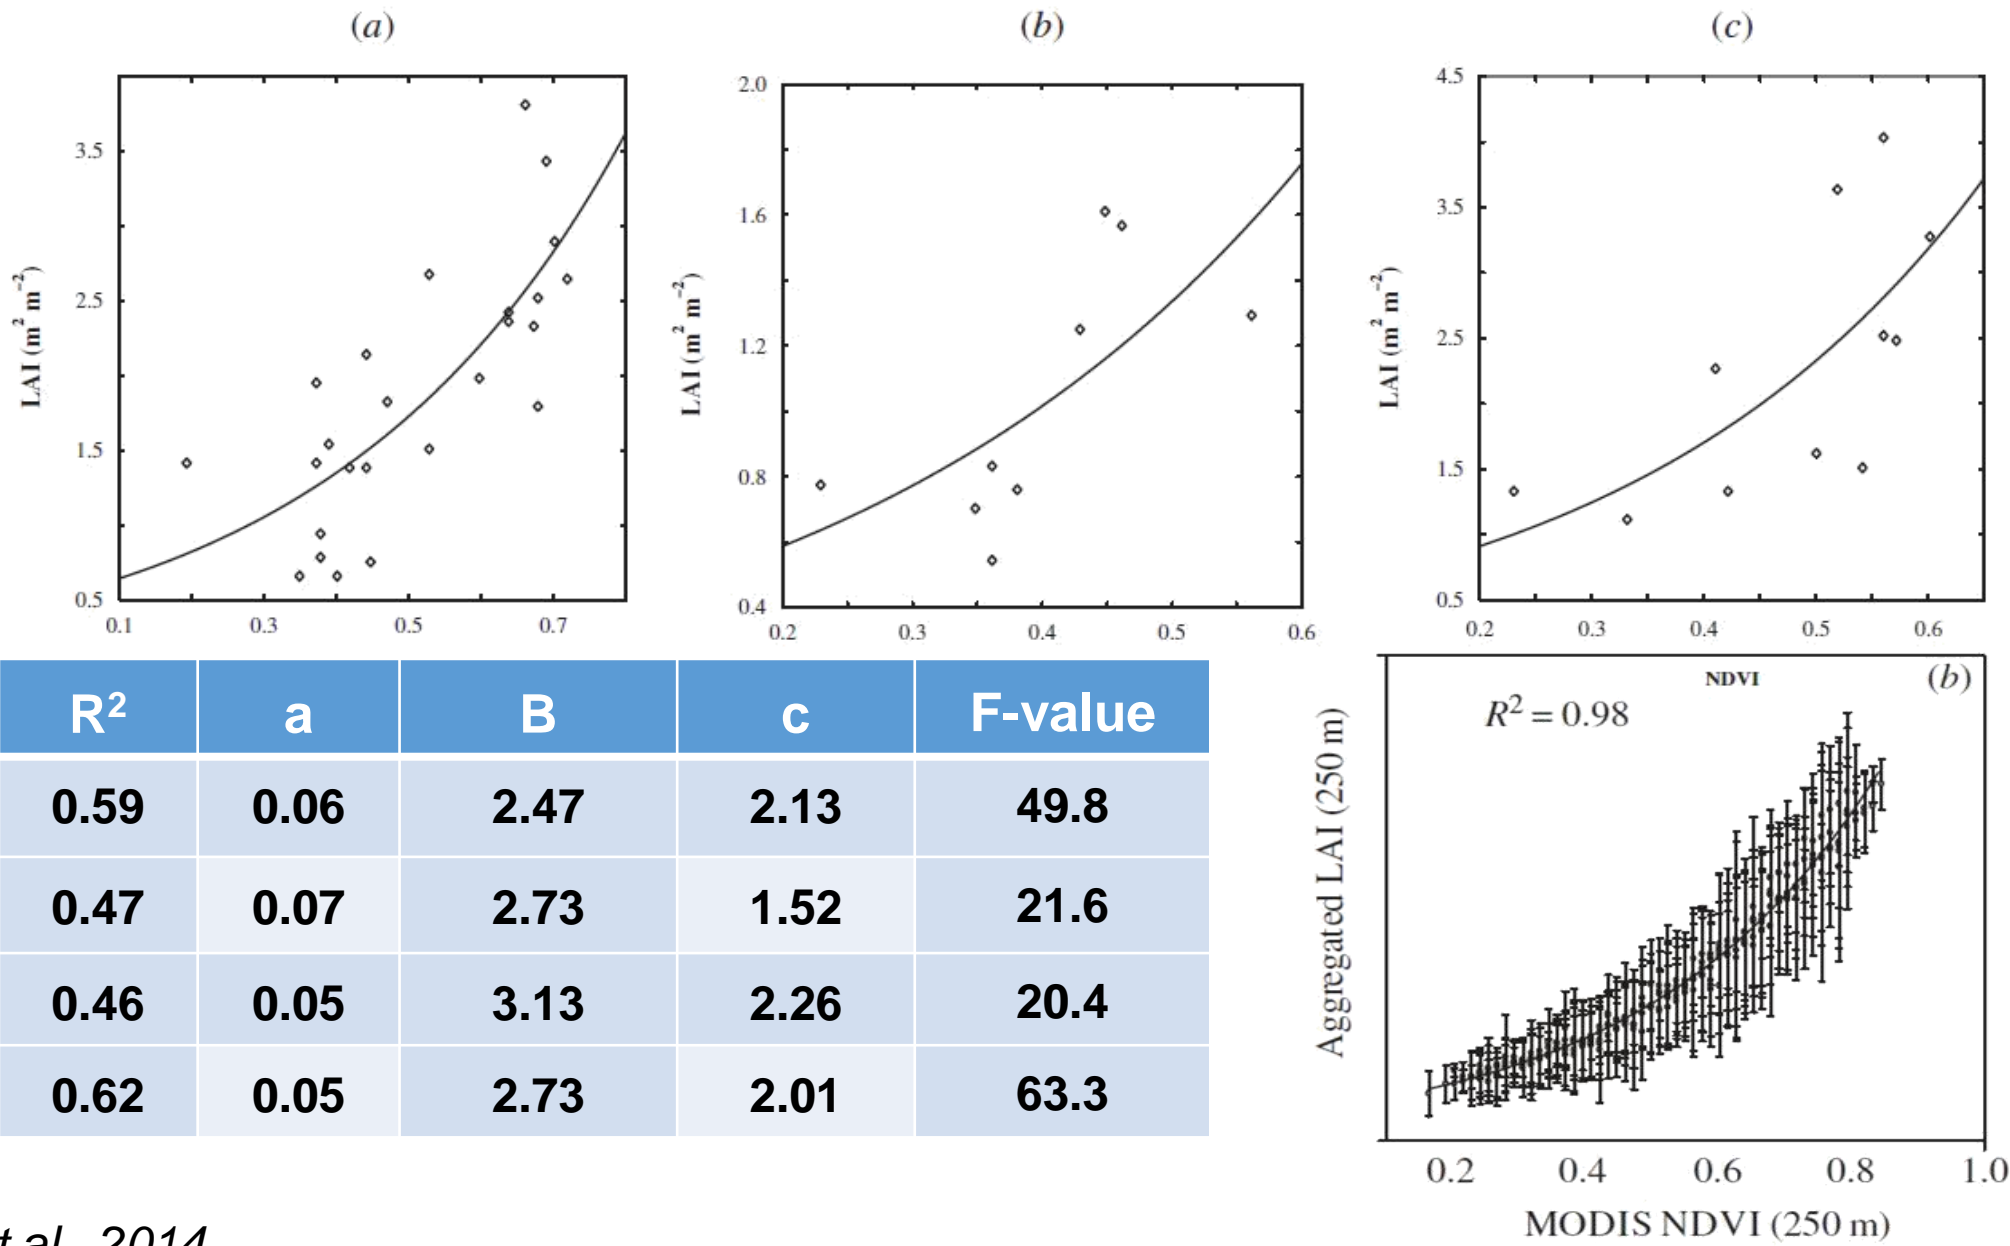 (a)
3.5
2.5
1.5
0.5
LAI (m² m⁻²)
0.1 0.3 0.5 0.7
(b)
2.0
1.6
1.2
0.8
0.4
LAI (m² m⁻²)
0.2 0.3 0.4 0.5 0.6
(c)
4.5
3.5
2.5
1.5
0.5
LAI (m² m⁻²)
0.2 0.3 0.4 0.5 0.6
R² a B c F-value
0.59 0.06 2.47 2.13 49.8
0.47 0.07 2.73 1.52 21.6
0.46 0.05 3.13 2.26 20.4
0.62 0.05 2.73 2.01 63.3
NDVI
(b)
R² = 0.98
Aggregated LAI (250 m)
0.2 0.4 0.6 0.8 1.0
MODIS NDVI (250 m)
al., 2014